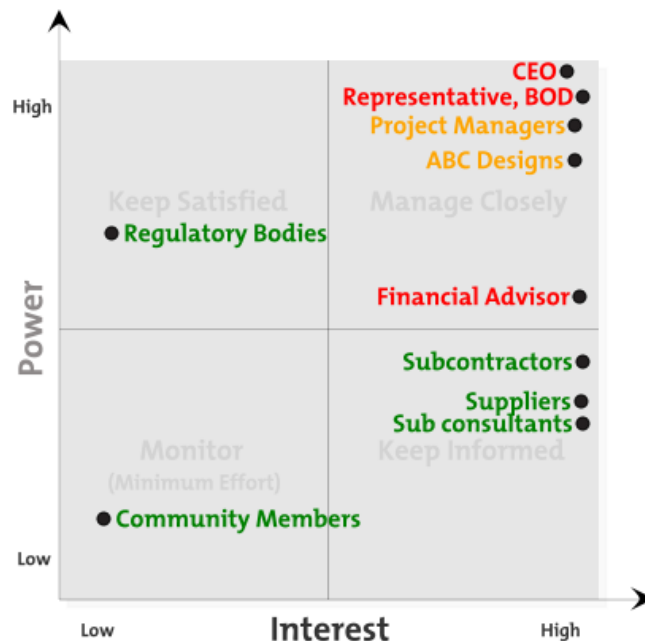 CEO
High
Representative, BOD
Project Managers
ABC Designs
Keep Satisfied
Manage Closely
Regulatory Bodies
Financial Advisor
Power
Subcontractors
Suppliers
Sub consultants
Monitor
Keep Informed
(Minimum Effort)
Community Members
Low
Low
Interest
High